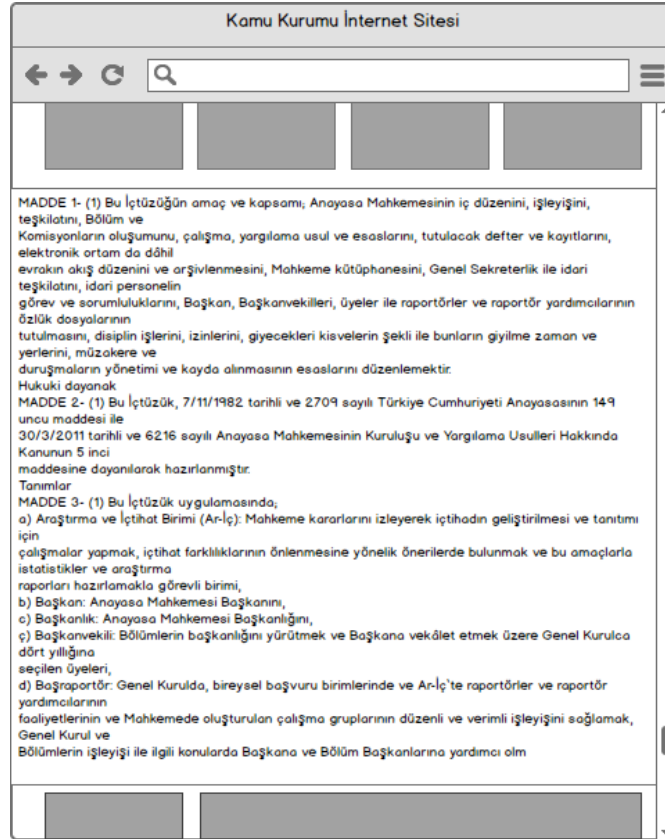 Kamu Kurumu İnternet Sitesi
MADDE 1- (1) Bu İçtüzüğün amaç ve kapsamı; Anayasa Mahkemesinin iç düzenini, işleyişini,
teşkilatını, Bölüm ve
Komisyonların oluşumunu, çalışma, yargılama usul ve esaslarını, tutulacak defter ve kayıtlarını,
elektronik ortam da dâhil
evrakın akış düzenini ve arşivlenmesini, Mahkeme kütüphanesini, Genel Sekreterlik ile idari
teşkilatını, idari personelin
görev ve sorumluluklarını, Başkan, Başkanvekilleri, üyeler ile raportörler ve raportör yardımcılarının
özlük dosyalarının
tutulmasını, disiplin işlerini, izinlerini, giyecekleri kisvelerin şekli ile bunların giyilme zaman ve
yerlerini, müzakere ve
duruşmaların yönetimi ve kayda alınmasının esaslarını düzenlemektir.
Hukuki dayanak
MADDE 2- (1) Bu İçtüzük, 7/11/1982 tarihli ve 2709 sayılı Türkiye Cumhuriyeti Anayasasının 149
uncu maddesi ile
30/3/2011 tarihli ve 6216 sayılı Anayasa Mahkemesinin Kuruluşu ve Yargılama Usulleri Hakkında
Kanunun 5 inci
maddesine dayanılarak hazırlanmıştır.
Tanımlar
MADDE 3- (1) Bu İçtüzük uygulamasında;
a) Araştırma ve İçtihat Birimi (Ar-İç): Mahkeme kararlarını izleyerek içtihadın geliştirilmesi ve tanıtımı
için
çalışmalar yapmak, içtihat farklılıklarının önlenmesine yönelik önerilerde bulunmak ve bu amaçlarla
istatistikler ve araştırma
raporları hazırlamakla görevli birimi,
b) Başkan: Anayasa Mahkemesi Başkanını,
c) Başkanlık: Anayasa Mahkemesi Başkanlığını,
ç) Başkanvekili: Bölümlerin başkanlığını yürütmek ve Başkana vekâlet etmek üzere Genel Kurulca
dört yıllığına
seçilen üyeleri,
d) Başraportör: Genel Kurulda, bireysel başvuru birimlerinde ve Ar-İç'te raportörler ve raportör
yardımcılarının
faaliyetlerinin ve Mahkemede oluşturulan çalışma gruplarının düzenli ve verimli işleyişini sağlamak,
Genel Kurul ve
Bölümlerin işleyişi ile ilgili konularda Başkana ve Bölüm Başkanlarına yardımcı olm